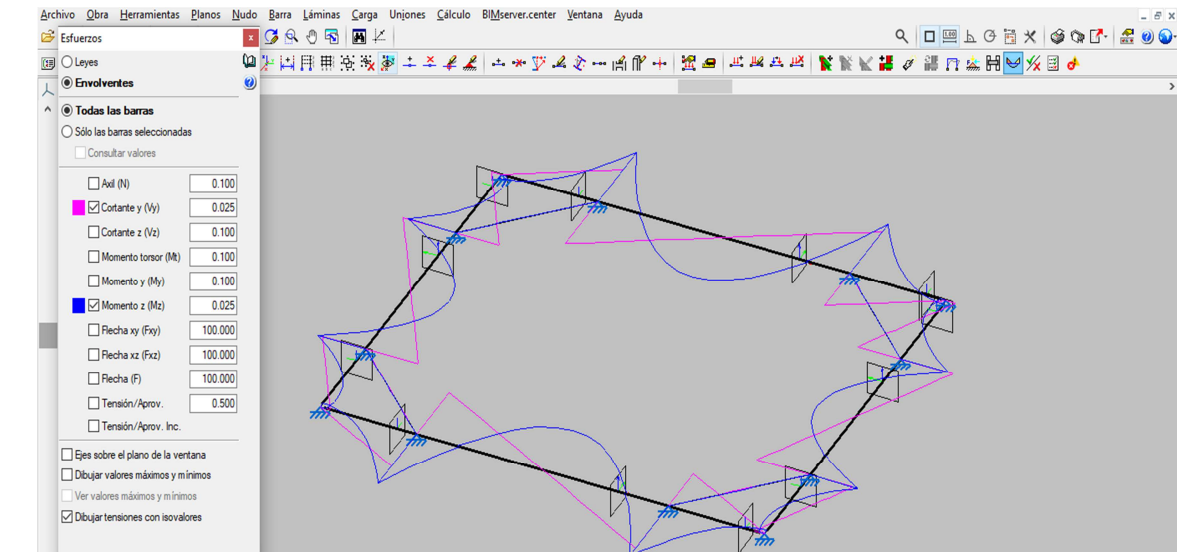 Archivo Obra Herramientas Planos Nudo Barra Láminas Carga Uniones Cálculo BIMserver.center Ventana Ayuda
Esfuerzos
Leyes
Envolventes
Todas las barras
Sólo las barras seleccionadas
Consultar valores
Axil (N) 0.100
Cortante y (Vy) 0.025
Cortante z (Vz) 0.100
Momento torsor (Mt) 0.100
Momento y (My) 0.100
Momento z (Mz) 0.025
Flecha xy (Fxy) 100.000
Flecha xz (Fxz) 100.000
Flecha (F) 100.000
Tensión/Aprov. 0.500
Tensión/Aprov. Inc.
Ejes sobre el plano de la ventana
Dibujar valores máximos y mínimos
Ver valores máximos y mínimos
Dibujar tensiones con isovalores